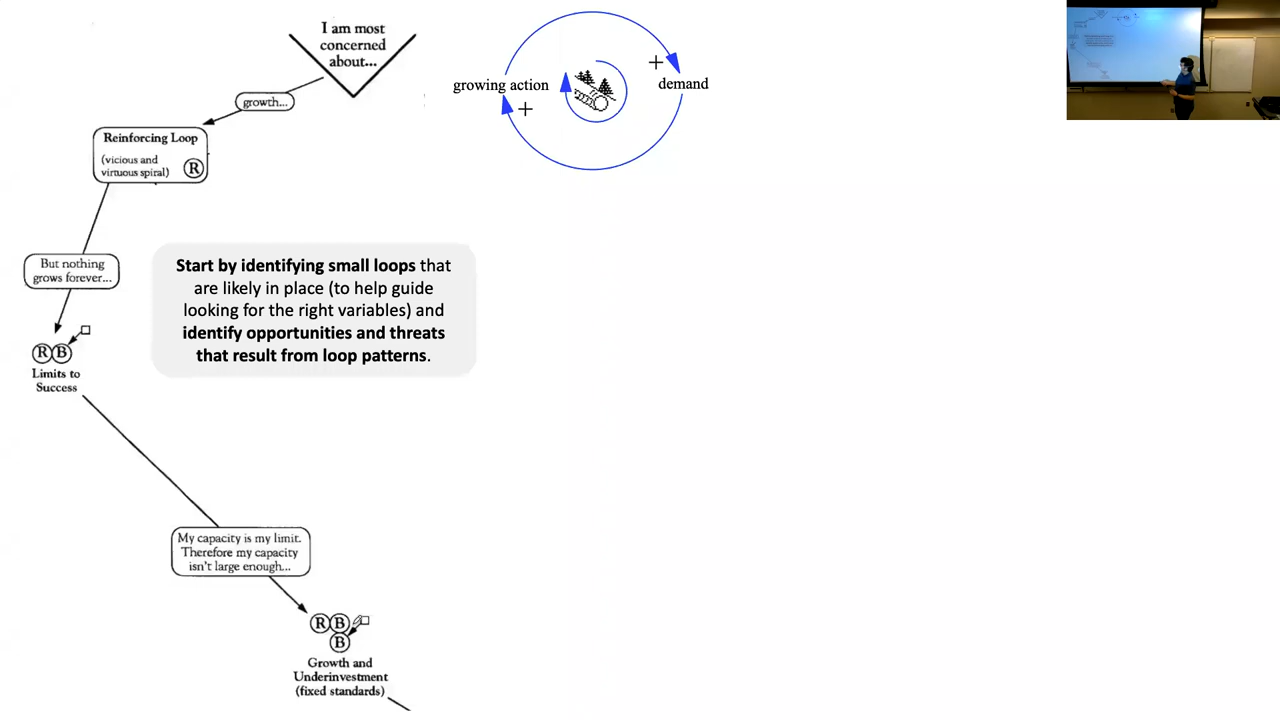 I am most
concerned
about...
growth...
Reinforcing Loop
(vicious and
virtuous spiral)
R
But nothing
grows forever...
R B
Limits to
Success
My capacity is my limit.
Therefore my capacity
isn't large enough...
R B
B
Growth and
Underinvestment
(fixed standards)
Start by identifying small loops that
are likely in place (to help guide
looking for the right variables) and
identify opportunities and threats
that result from loop patterns.
growing action
+
+
demand